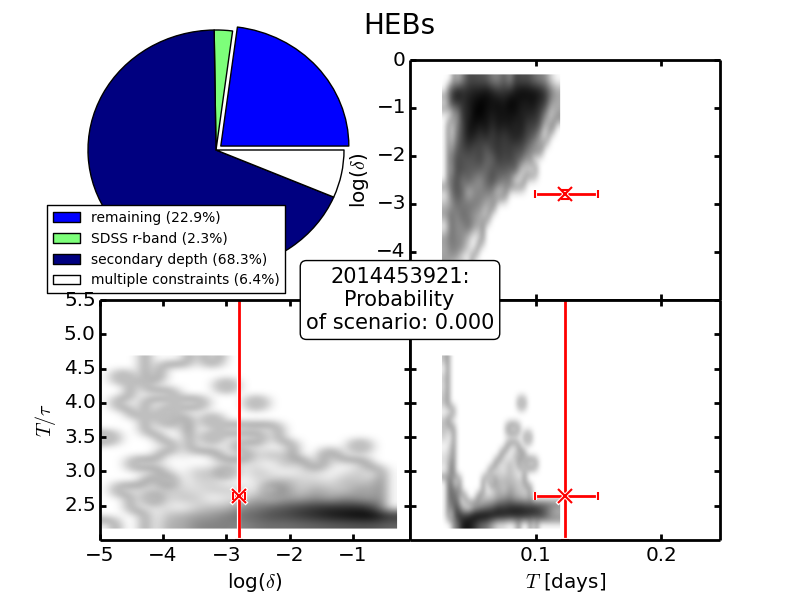 HEBs
remaining (22.9%)
SDSS r-band (2.3%)
secondary depth (68.3%)
multiple constraints (6.4%)
log(δ)
0
−1
−2
−3
−4
2014453921:
Probability
of scenario: 0.000
T/τ
5.5
5.0
4.5
4.0
3.5
3.0
2.5
−5
−4
−3
−2
−1
log(δ)
0.1
0.2
T [days]